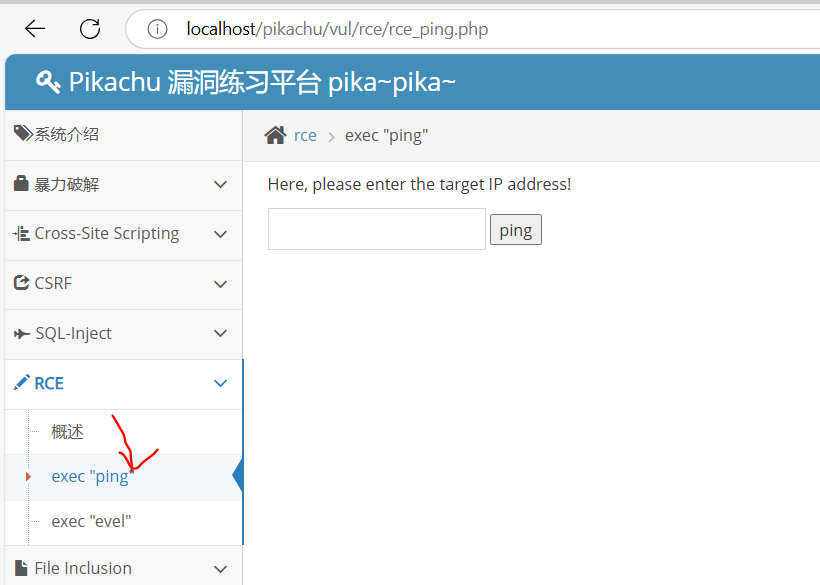 localhost/pikachu/vul/rce/rce_ping.php
Pikachu 漏洞练习平台 pika~pika~
系统介绍
暴力破解
Cross-Site Scripting
CSRF
SQL-Inject
RCE
概述
exec "ping"
exec "evel"
File Inclusion
rce
exec "ping"
Here, please enter the target IP address!
ping